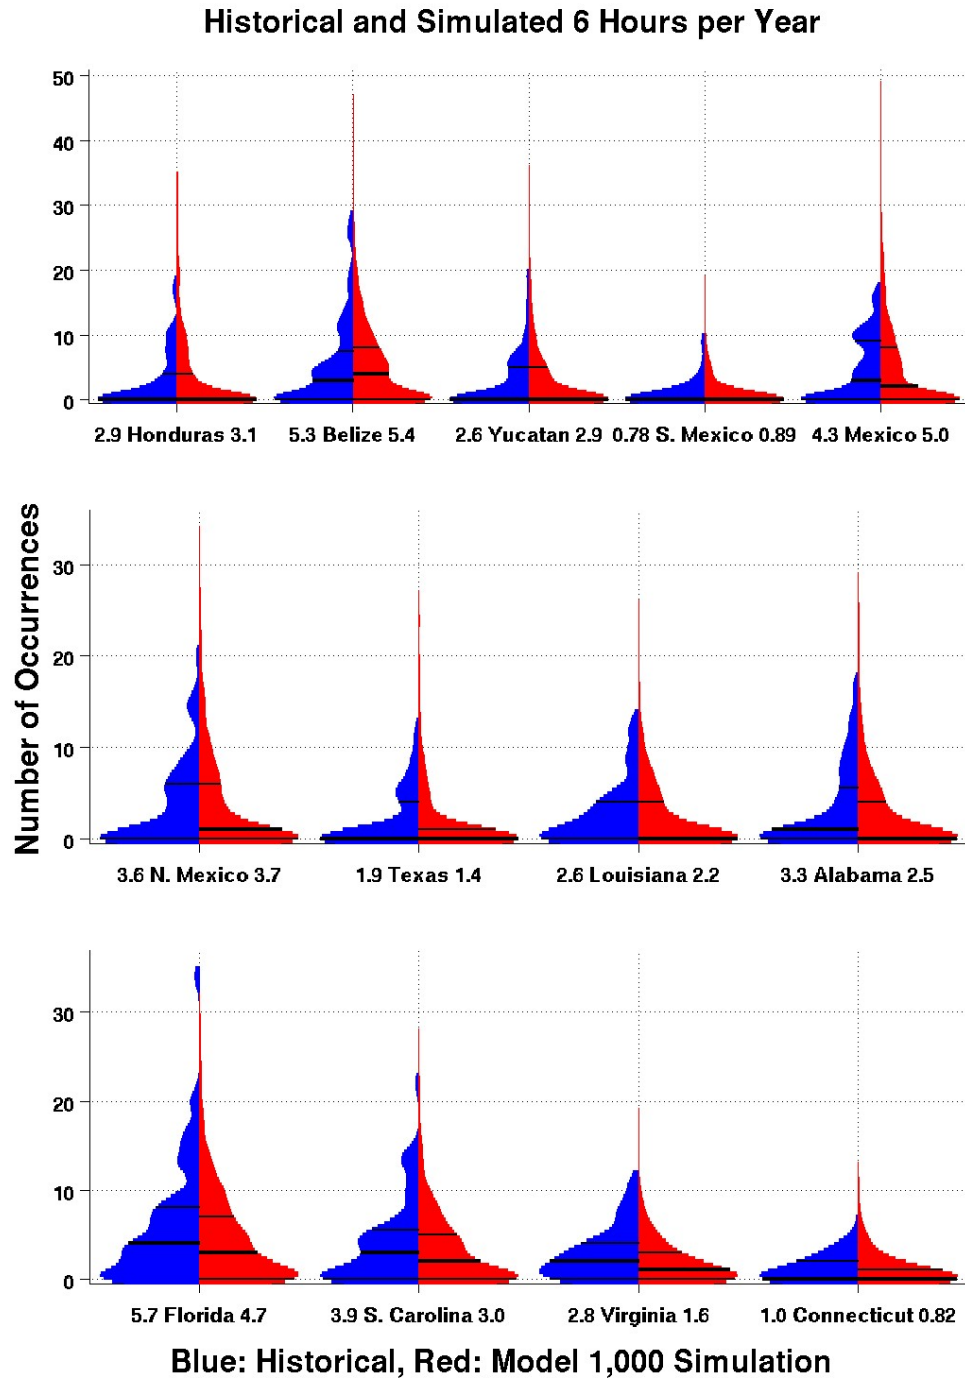 Historical and Simulated 6 Hours per Year
50
40
30
20
10
0
2.9 Honduras 3.1
5.3 Belize 5.4
2.6 Yucatan 2.9
0.78 S. Mexico 0.89
4.3 Mexico 5.0
Number of Occurrences
30
20
10
0
3.6 N. Mexico 3.7
1.9 Texas 1.4
2.6 Louisiana 2.2
3.3 Alabama 2.5
30
20
10
0
5.7 Florida 4.7
3.9 S. Carolina 3.0
2.8 Virginia 1.6
1.0 Connecticut 0.82
Blue: Historical, Red: Model 1,000 Simulation